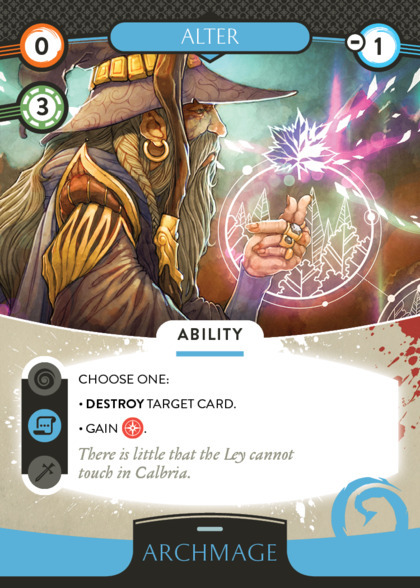 0
ALTER
-1
3
ABILITY
CHOOSE ONE:
• DESTROY TARGET CARD.
• GAIN .
There is little that the Ley cannot
touch in Calbria.
ARCHMAGE